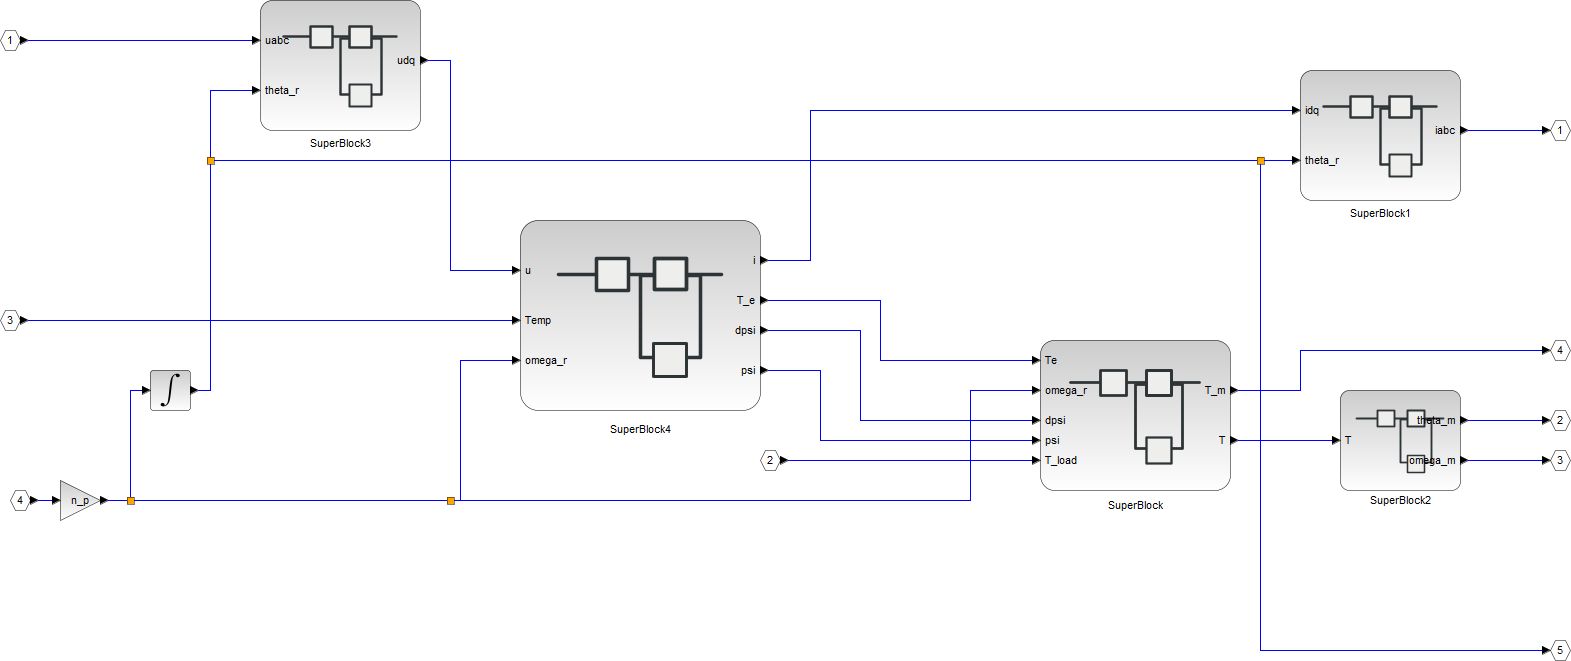 1
uabc
udq
theta_r
SuperBlock3
idq
iabc
1
theta_r
SuperBlock1
u
i
3
Temp
T_e
omega_r
dpsi
psi
SuperBlock4
∫
Te
omega_r
T_m
dpsi
psi
T
2
T_load
SuperBlock
4
T
theta_m
2
omega_m
3
SuperBlock2
4
n_p
5